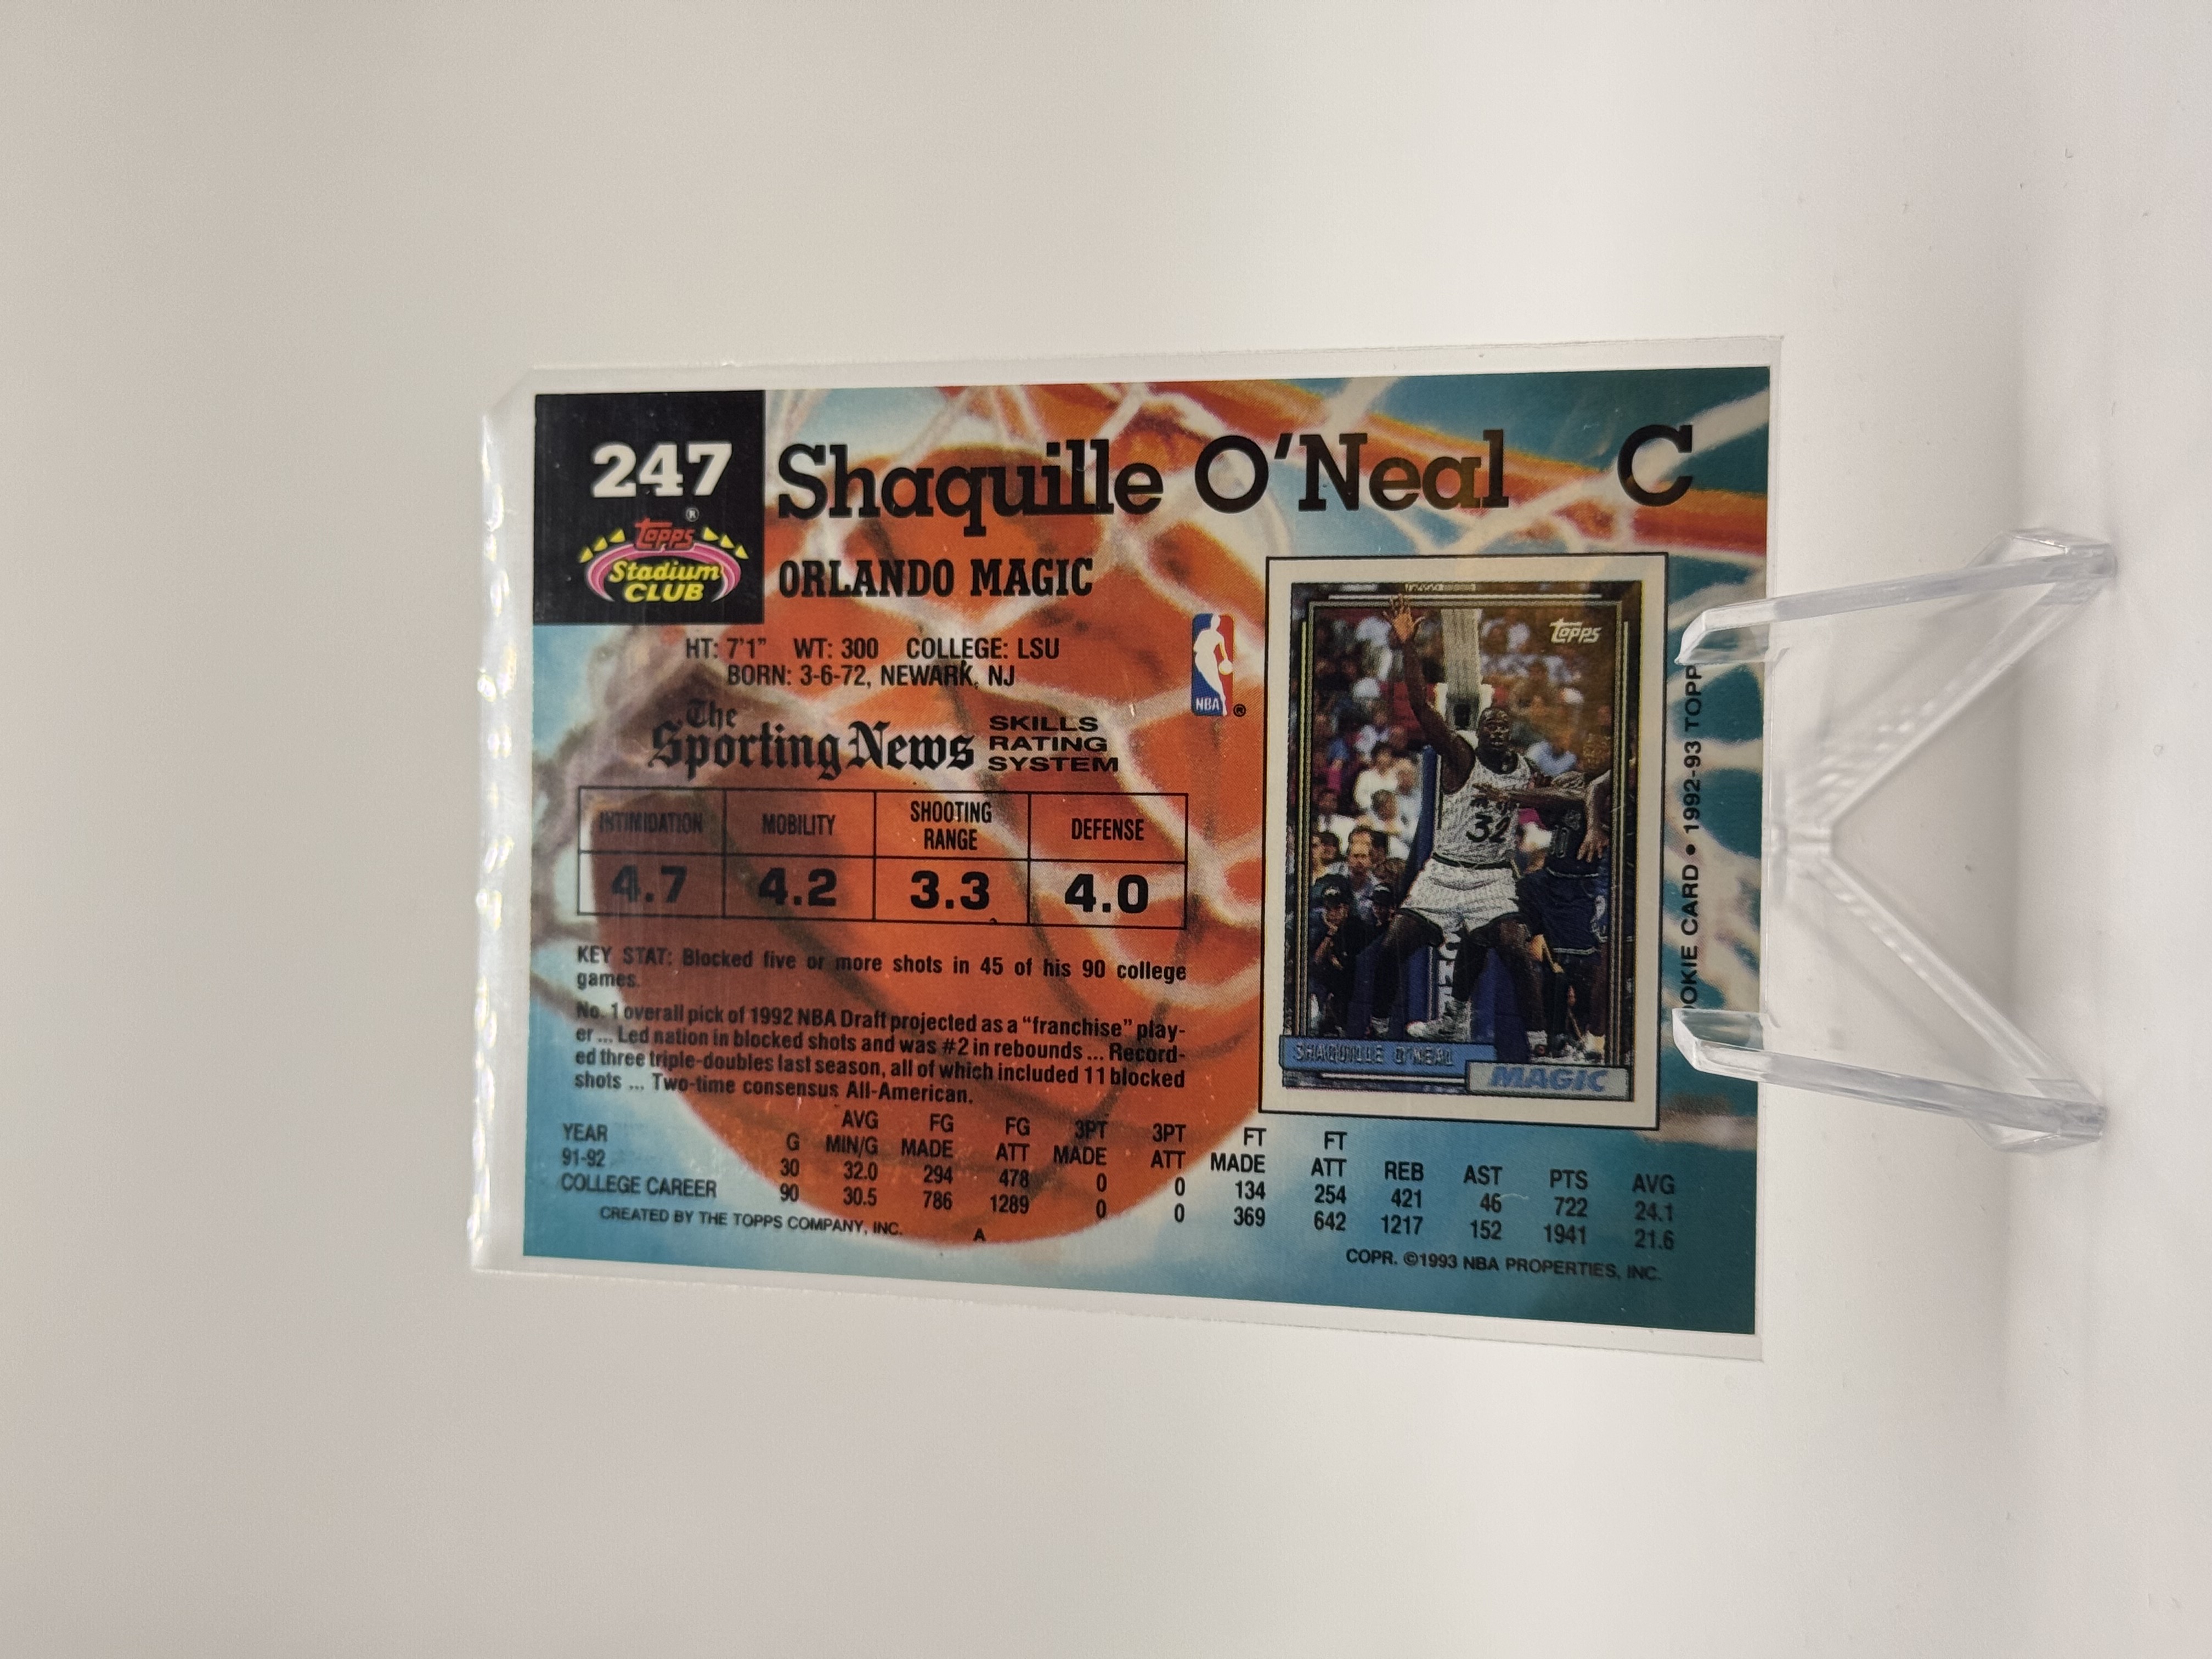 247
Topps®
Stadium
CLUB
Shaquille O'Neal C
ORLANDO MAGIC
HT: 7'1" WT: 300 COLLEGE: LSU
BORN: 3-6-72, NEWARK, NJ
The
Sporting News
SKILLS
RATING
SYSTEM
INTIMIDATION MOBILITY SHOOTING RANGE DEFENSE
4.7 4.2 3.3 4.0
KEY STAT: Blocked five or more shots in 45 of his 90 college
games.
No. 1 overall pick of 1992 NBA Draft projected as a "franchise" play-
er ... Led nation in blocked shots and was #2 in rebounds ... Record-
ed three triple-doubles last season, all of which included 11 blocked
shots ... Two-time consensus All-American.
NBA ®
Topps
32
SHAQUILLE O'NEAL
MAGIC
CARD • 1992-93
YEAR G AVG MIN/G FG MADE FG ATT 3PT MADE 3PT ATT FT MADE FT ATT REB AST PTS AVG
91-92 30 32.0 294 478 0 0 134 254 421 46 722 24.1
COLLEGE CAREER 90 30.5 786 1289 0 0 369 642 1217 152 1941 21.6
CREATED BY THE TOPPS COMPANY, INC. A
COPR. ©1993 NBA PROPERTIES, INC.